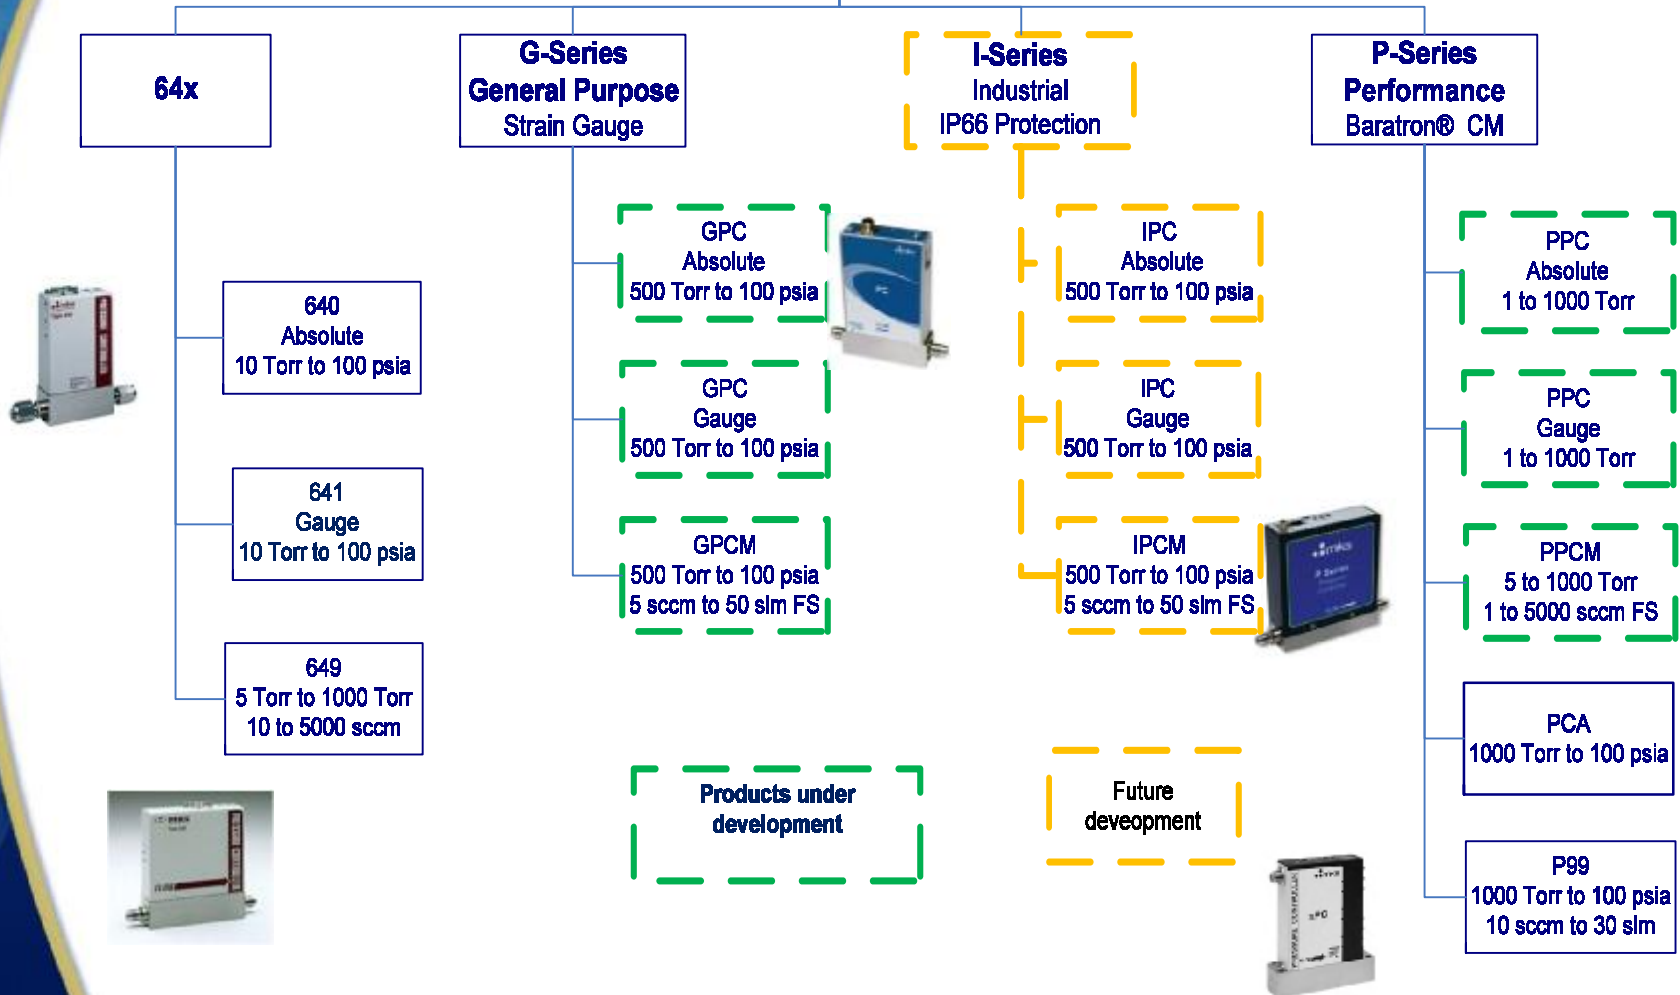 64x
G-Series
General Purpose
Strain Gauge
I-Series
Industrial
IP66 Protection
P-Series
Performance
Baratron® CM
640
Absolute
10 Torr to 100 psia
641
Gauge
10 Torr to 100 psia
649
5 Torr to 1000 Torr
10 to 5000 sccm
GPC
Absolute
500 Torr to 100 psia
GPC
Gauge
500 Torr to 100 psia
GPCM
500 Torr to 100 psia
5 sccm to 50 slm FS
IPC
Absolute
500 Torr to 100 psia
IPC
Gauge
500 Torr to 100 psia
IPCM
500 Torr to 100 psia
5 sccm to 50 slm FS
PPC
Absolute
1 to 1000 Torr
PPC
Gauge
1 to 1000 Torr
PPCM
5 to 1000 Torr
1 to 5000 sccm FS
PCA
1000 Torr to 100 psia
P99
1000 Torr to 100 psia
10 sccm to 30 slm
Products under
development
Future
deveopment
mks
P Series
mks